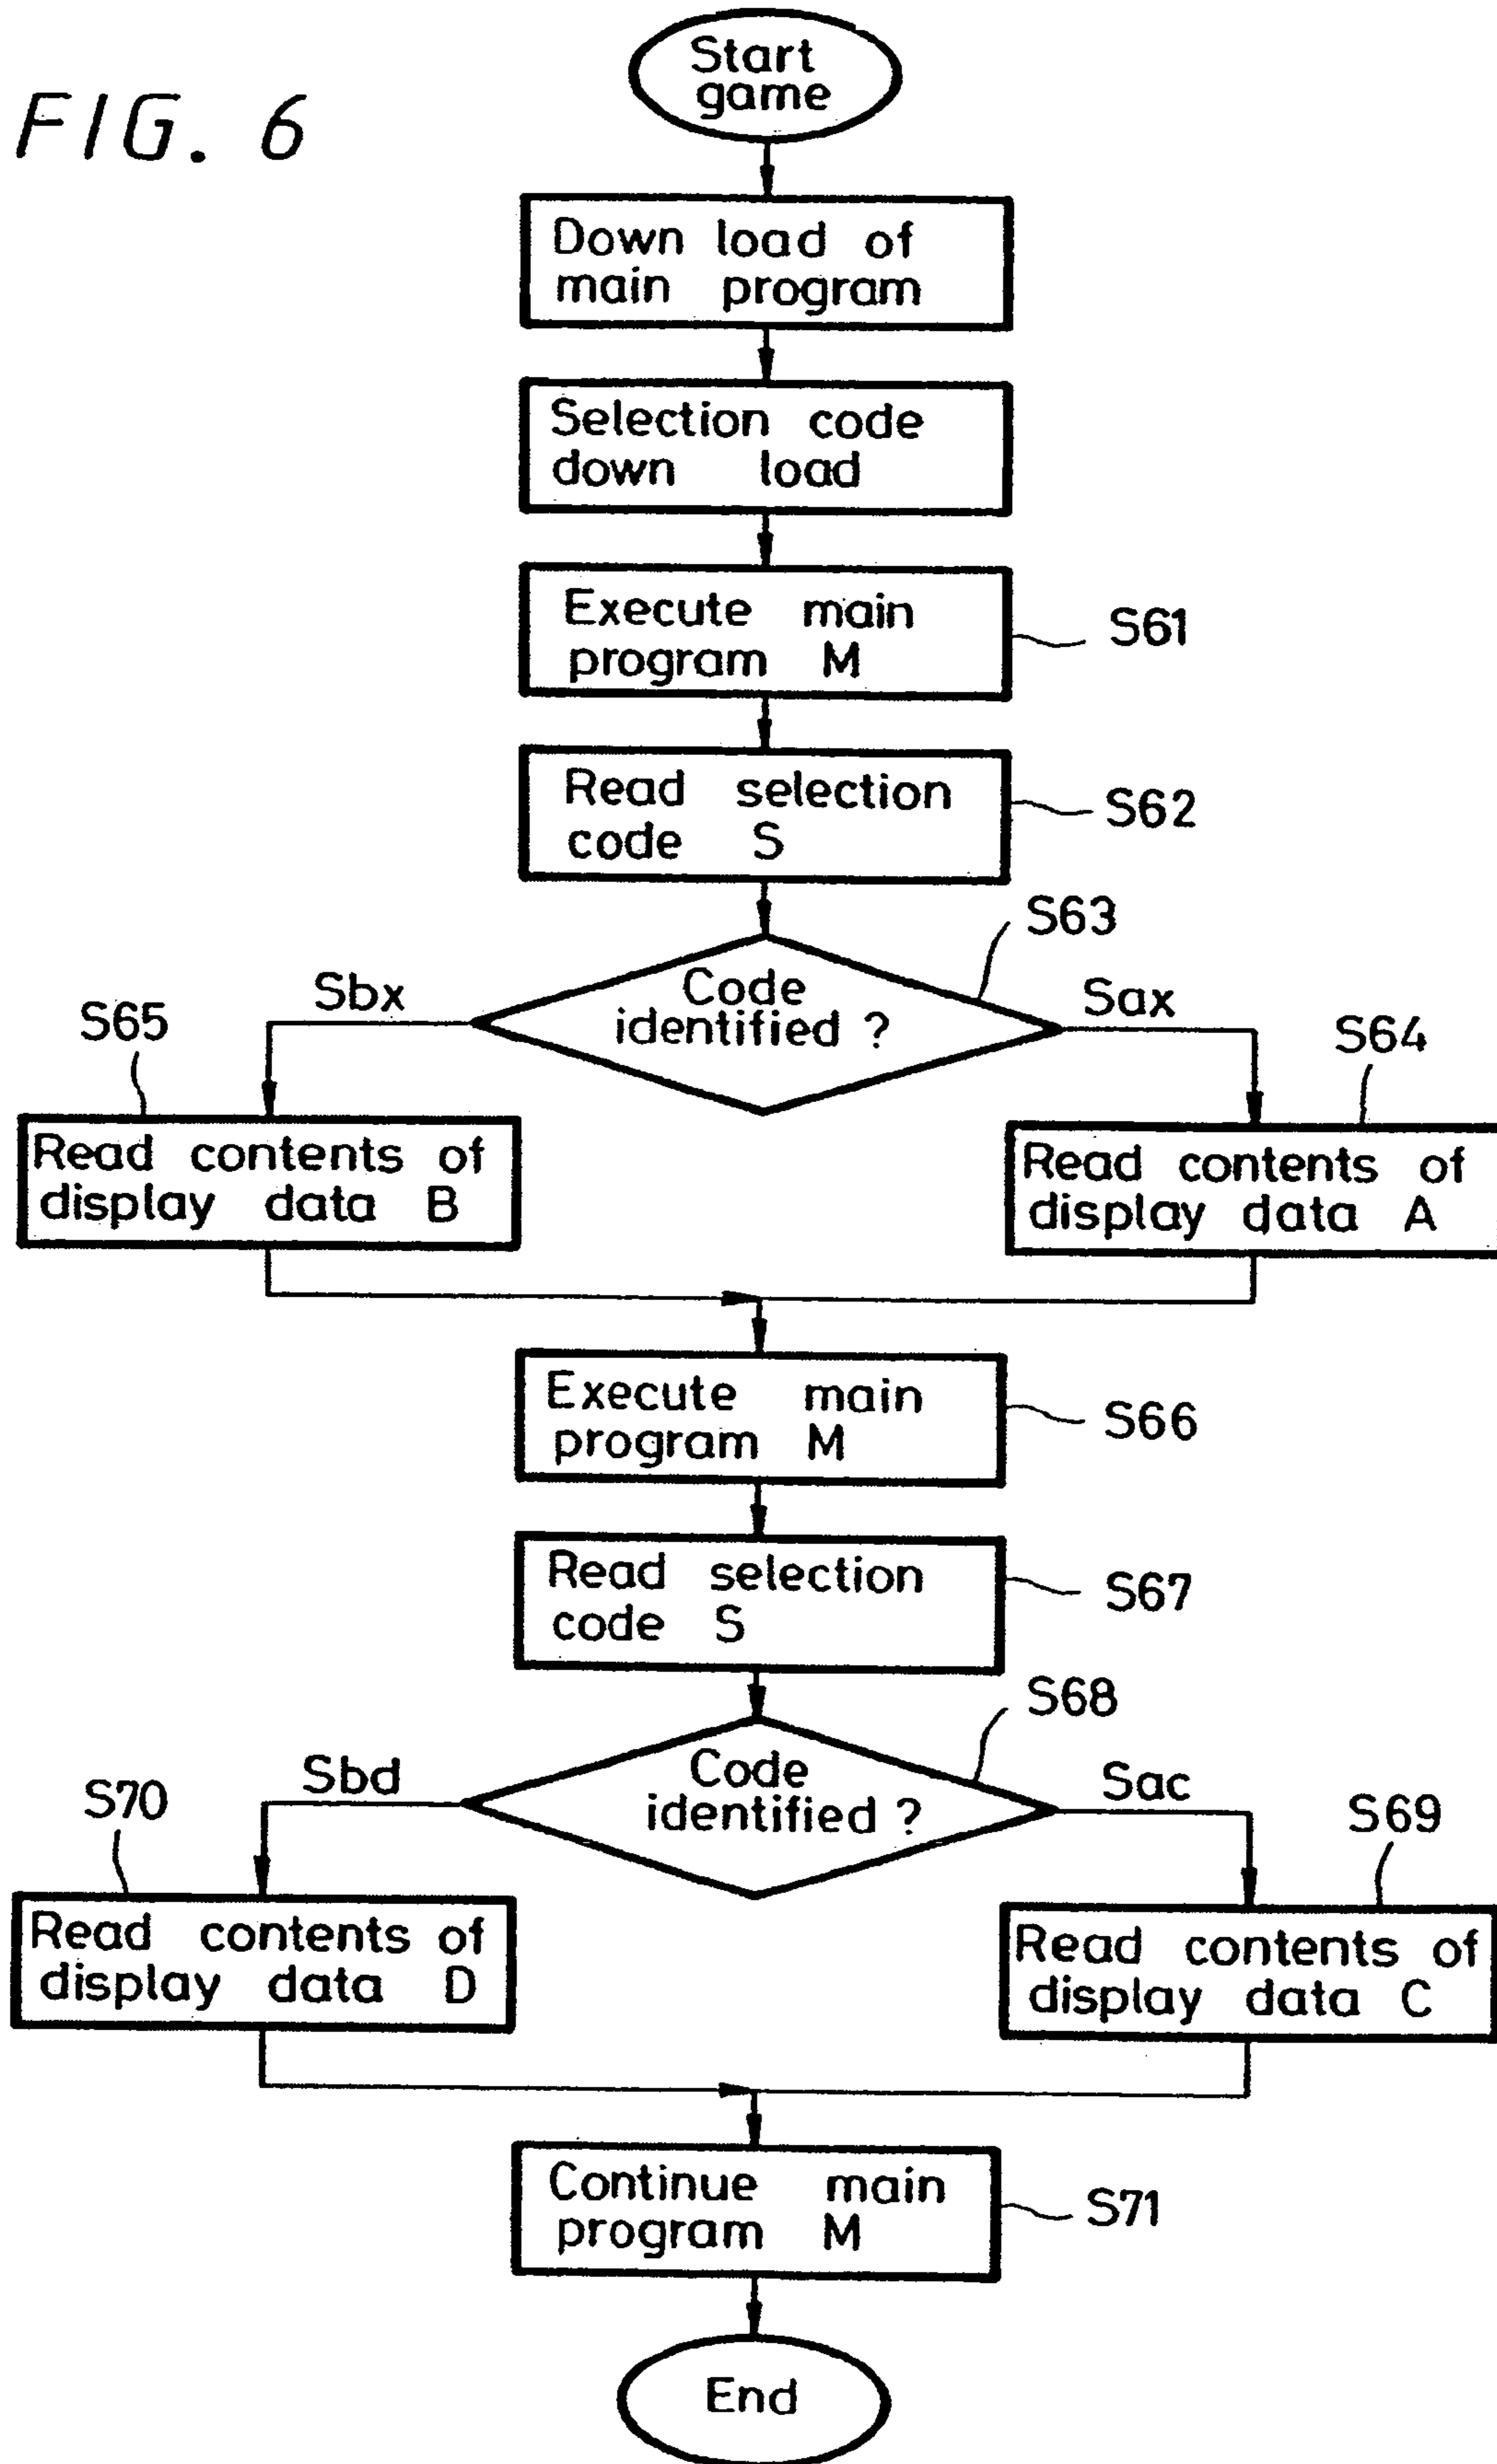 FIG. 6
Start
game
Down load of
main program
Selection code
down load
Execute main
program M
S61
Read selection
code S
S62
S63
Code
identified ?
Sbx
Sax
S65
S64
Read contents of
display data B
Read contents of
display data A
Execute main
program M
S66
Read selection
code S
S67
S68
Code
identified ?
Sbd
Sac
S70
S69
Read contents of
display data D
Read contents of
display data C
Continue main
program M
S71
End